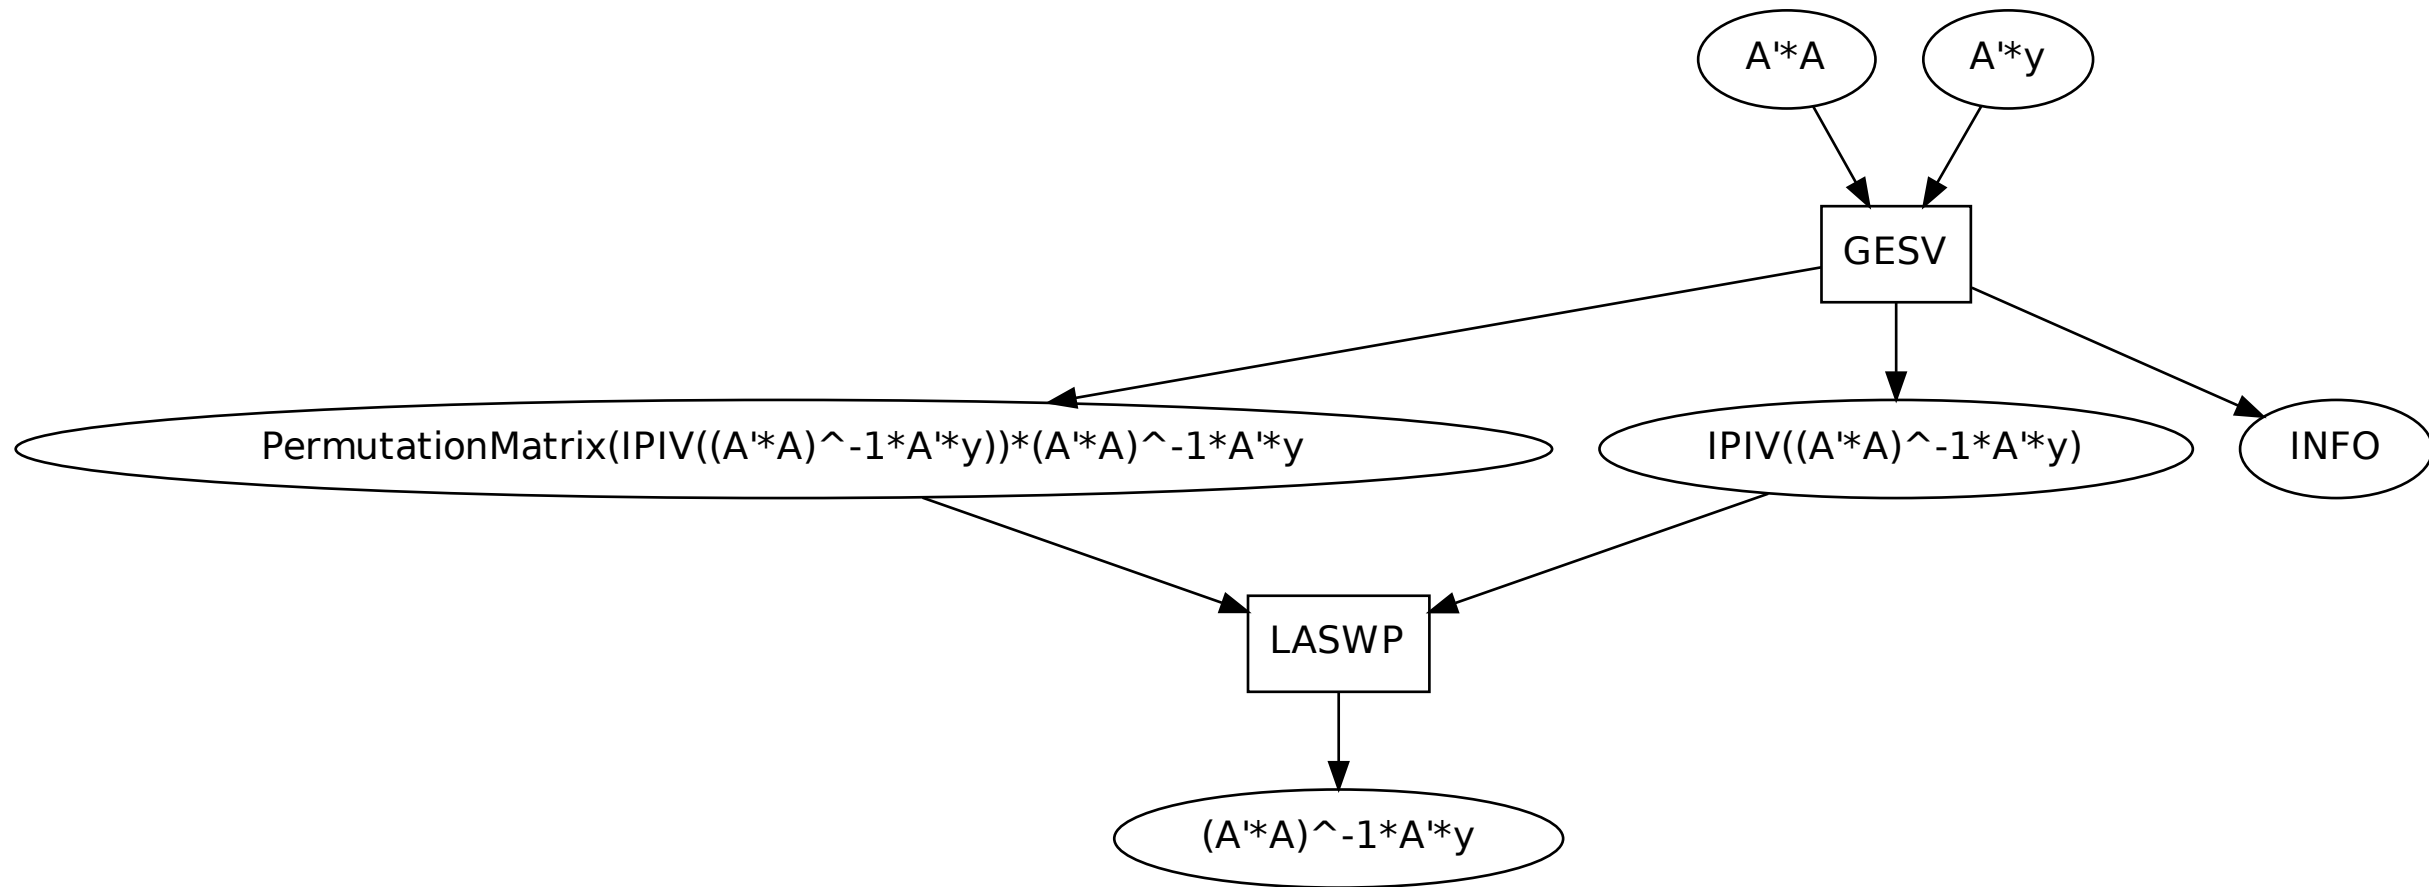 A'*A
A'*y
GESV
PermutationMatrix(IPIV((A'*A)^-1*A'*y))*(A'*A)^-1*A'*y
IPIV((A'*A)^-1*A'*y)
INFO
LASWP
(A'*A)^-1*A'*y